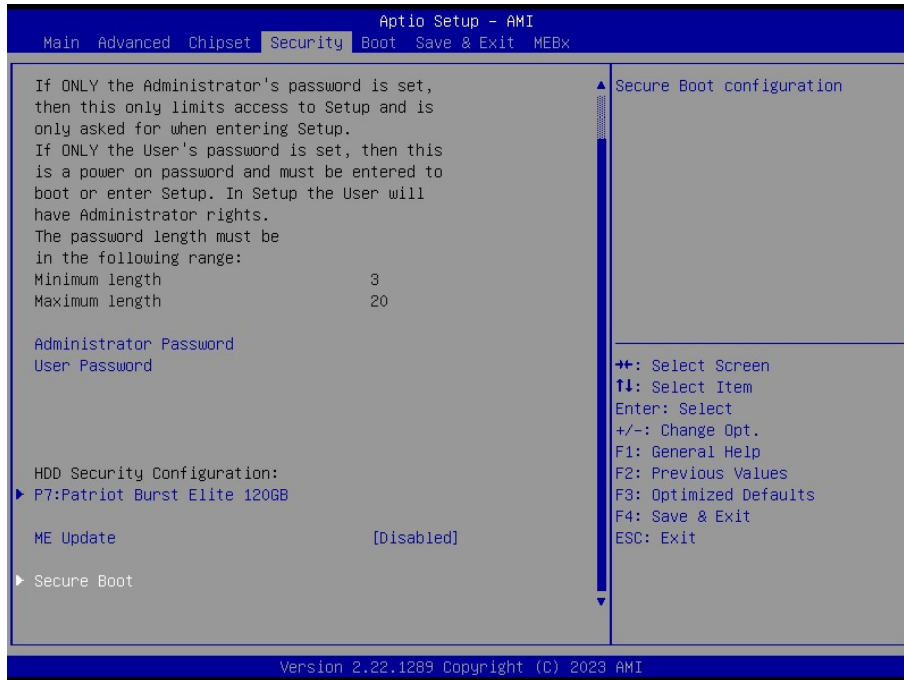 Aptio Setup – AMI
Main Advanced Chipset Security Boot Save & Exit MEBx
If ONLY the Administrator's password is set,
then this only limits access to Setup and is
only asked for when entering Setup.
If ONLY the User's password is set, then this
is a power on password and must be entered to
boot or enter Setup. In Setup the User will
have Administrator rights.
The password length must be
in the following range:
Minimum length 3
Maximum length 20
Administrator Password
User Password
HDD Security Configuration:
P7:Patriot Burst Elite 120GB
ME Update [Disabled]
Secure Boot
Secure Boot configuration
→←: Select Screen
↑↓: Select Item
Enter: Select
+/-: Change Opt.
F1: General Help
F2: Previous Values
F3: Optimized Defaults
F4: Save & Exit
ESC: Exit
Version 2.22.1289 Copyright (C) 2023 AMI